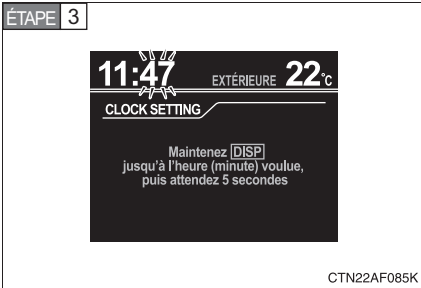 ÉTAPE 3
11:47 EXTÉRIEURE 22°C
CLOCK SETTING
Maintenez DISP
jusqu'à l'heure (minute) voulue,
puis attendez 5 secondes
CTN22AF085K